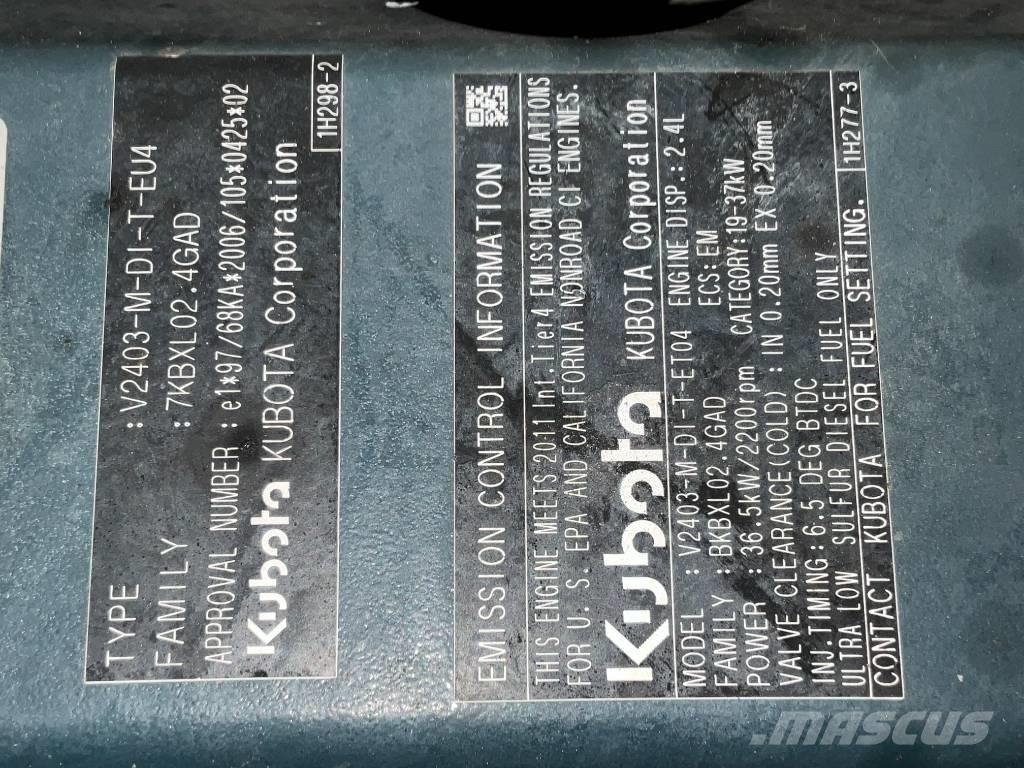 TYPE : V2403-M-DI-T-EU4
FAMILY : 7KBXL02.4GAD
APPROVAL NUMBER : e1*97/68KA*2006/105*0425*02
Kubota KUBOTA Corporation
1H298-2
EMISSION CONTROL INFORMATION
THIS ENGINE MEETS 2011 Int.Tier4 EMISSION REGULATIONS
FOR U. S. EPA AND CALIFORNIA NONROAD CI ENGINES.
Kubota KUBOTA Corporation
MODEL : V2403-M-DI-T-ET04 ENGINE DISP.: 2.4L
FAMILY : BKBXL02.4GAD ECS: EM
POWER : 36.5kW/2200rpm CATEGORY:19-37kW
VALVE CLEARANCE(COLD) : IN 0.20mm EX 0.20mm
INJ.TIMING: 6.5 DEG BTDC
ULTRA LOW SULFUR DIESEL FUEL ONLY
CONTACT KUBOTA FOR FUEL SETTING.
1H277-3
MASCUS